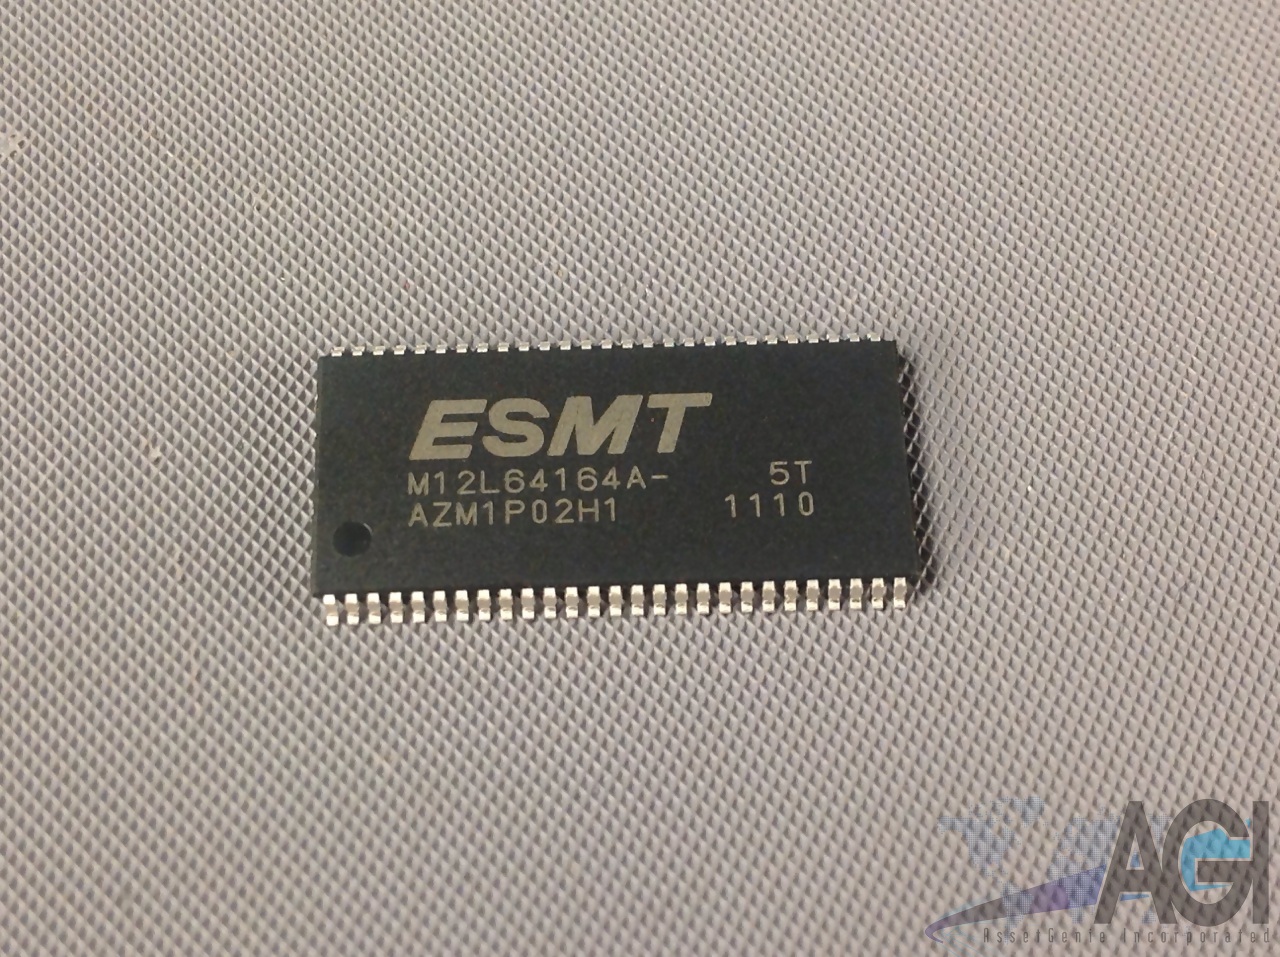 ESMT
M12L64164A- 5T
AZM1P02H1 1110
AGI
AssetGenie Incorporated